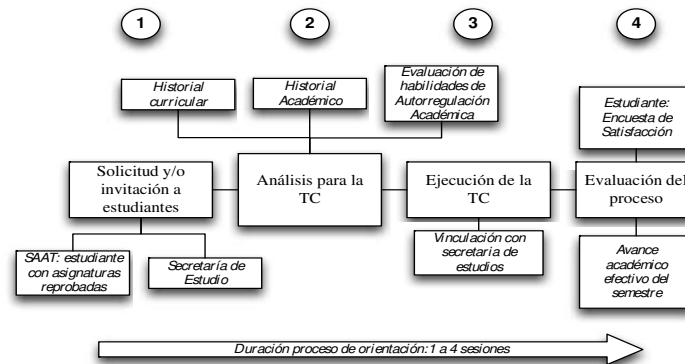 1
2
3
4
Historial
curricular
Historial
Académico
Evaluación de
habilidades de
Autorregulación
Académica
Estudiante:
Encuesta de
Satisfacción
Solicitud y/o
invitación a
estudiantes
Análisis para la
TC
Ejecución de la
TC
Evaluación del
proceso
SAAT: estudiante
con asignaturas
reprobadas
Secretaría de
Estudio
Vinculación con
secretaria de
estudios
Avance
académico
efectivo del
semestre
Duración proceso de orientación: 1 a 4 sesiones